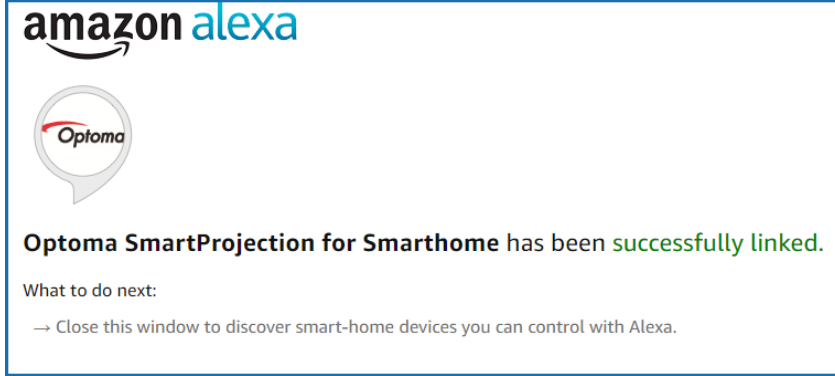 amazon alexa
Optoma
Optoma SmartProjection for Smarthome has been successfully linked.
What to do next:
→ Close this window to discover smart-home devices you can control with Alexa.